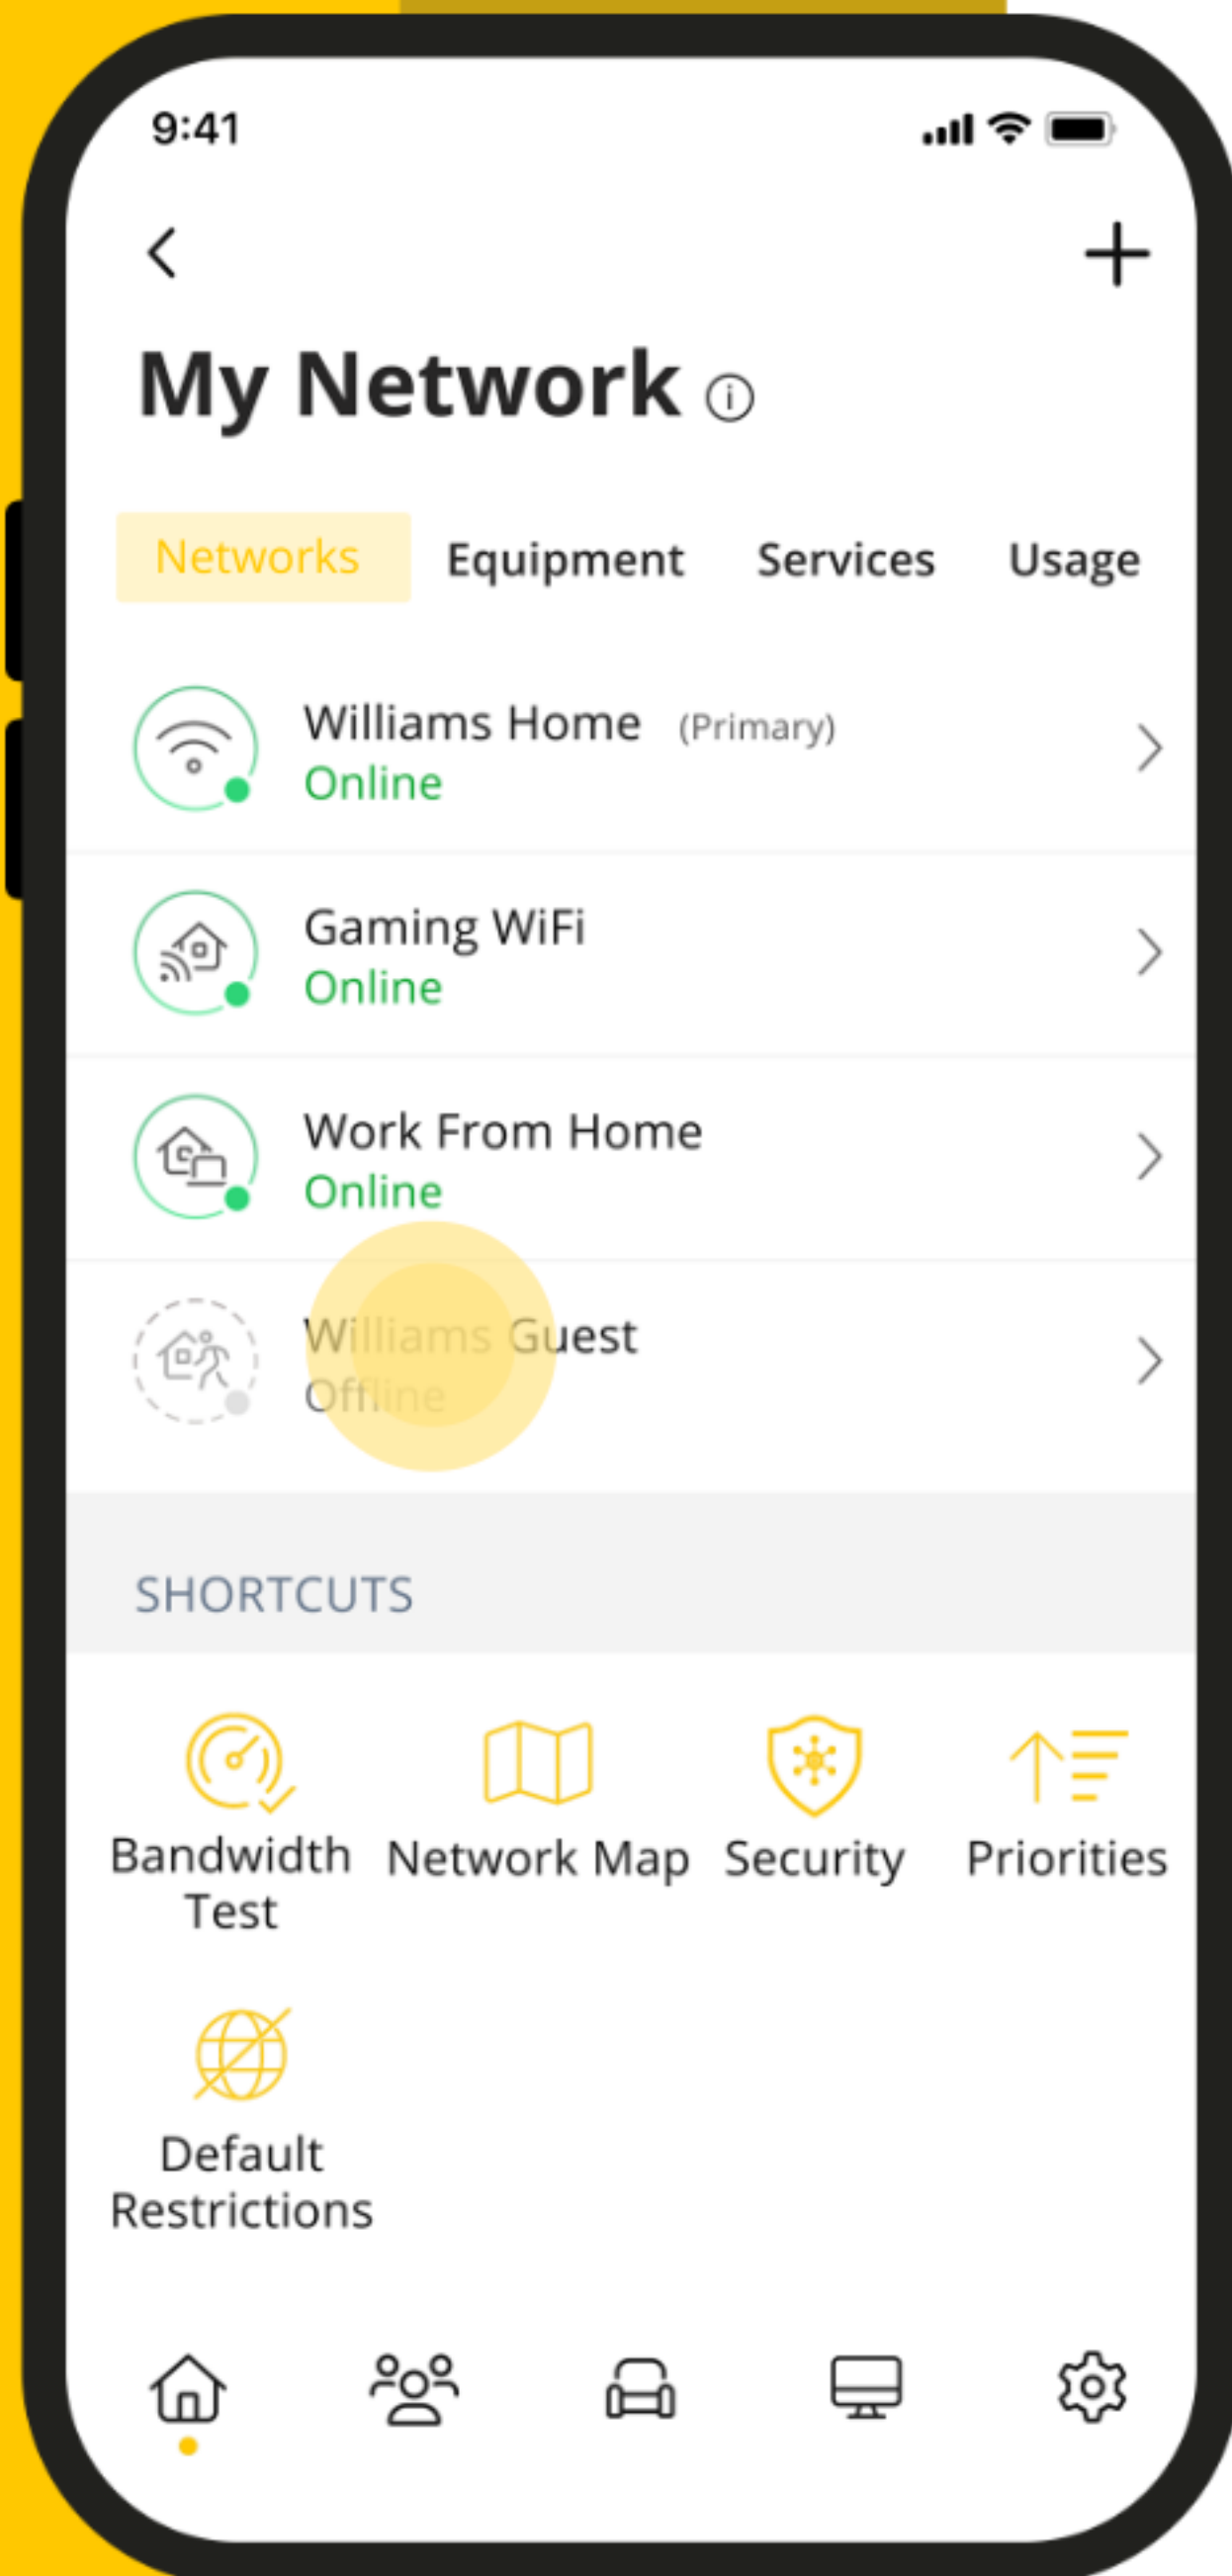 9:41
My Network
Networks Equipment Services Usage
Williams Home (Primary)
Online
Gaming WiFi
Online
Work From Home
Online
Williams Guest
Offline
SHORTCUTS
Bandwidth Network Map Security Priorities
Test
Default
Restrictions